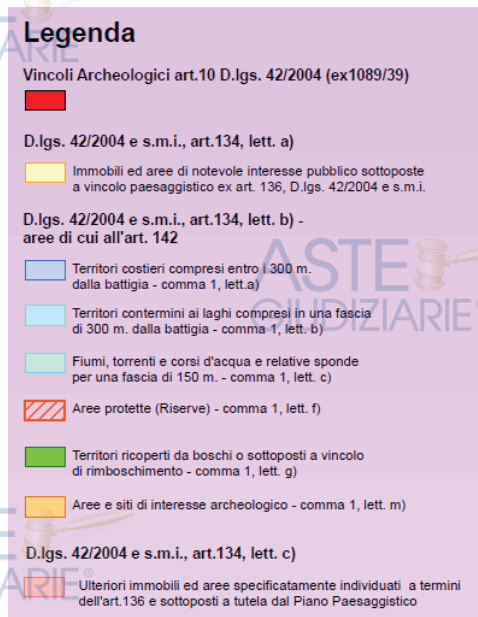 Legenda
Vincoli Archeologici art.10 D.lgs. 42/2004 (ex1089/39)
D.lgs. 42/2004 e s.m.i., art.134, lett. a)
Immobili ed aree di notevole interesse pubblico sottoposte
a vincolo paesaggistico ex art. 136, D.lgs. 42/2004 e s.m.i.
D.lgs. 42/2004 e s.m.i., art.134, lett. b) -
aree di cui all'art. 142
Territori costieri compresi entro i 300 m.
dalla battigia - comma 1, lett.a)
Territori contermini ai laghi compresi in una fascia
di 300 m. dalla battigia - comma 1, lett. b)
Fiumi, torrenti e corsi d'acqua e relative sponde
per una fascia di 150 m. - comma 1, lett. c)
Aree protette (Riserve) - comma 1, lett. f)
Territori ricoperti da boschi o sottoposti a vincolo
di rimboschimento - comma 1, lett. g)
Aree e siti di interesse archeologico - comma 1, lett. m)
D.lgs. 42/2004 e s.m.i., art.134, lett. c)
Ulteriori immobili ed aree specificatamente individuati a termini
dell'art.136 e sottoposti a tutela dal Piano Paesaggistico
ASTE
GIUDIZIARIE®
ARIE
ARIE®